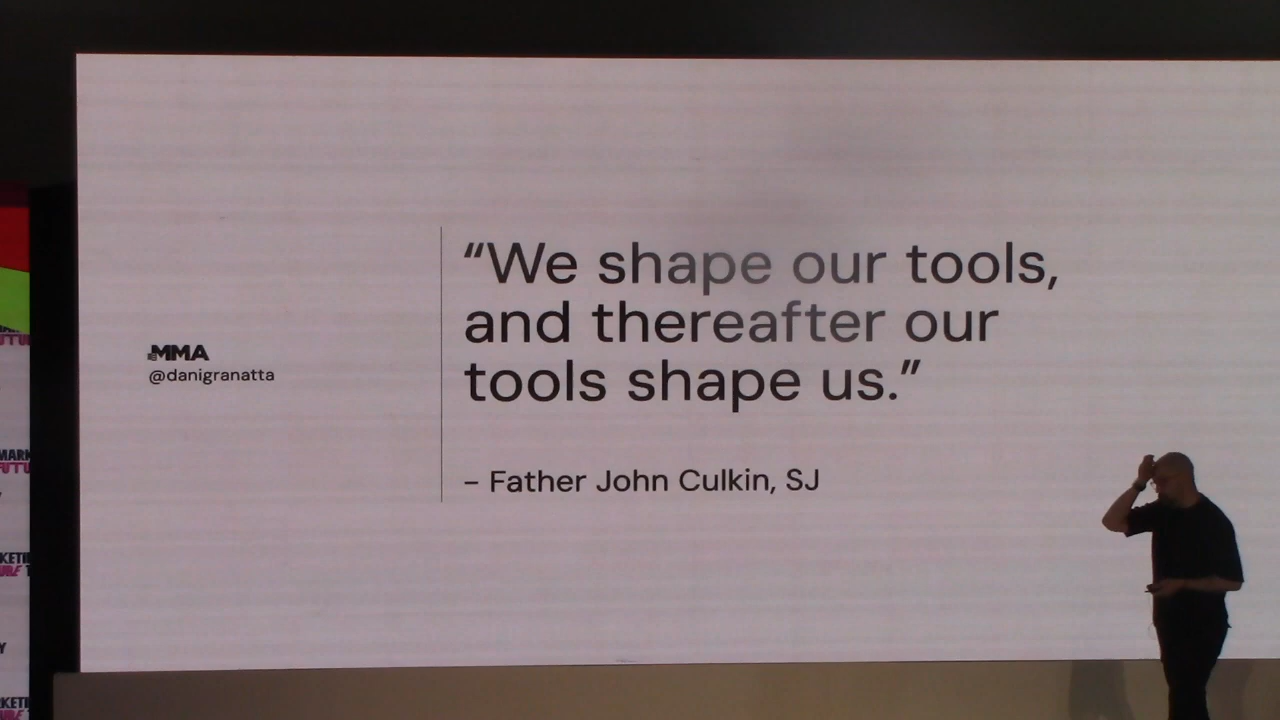 MMA
@danigranatta
“We shape our tools,
and thereafter our
tools shape us.”
– Father John Culkin, SJ